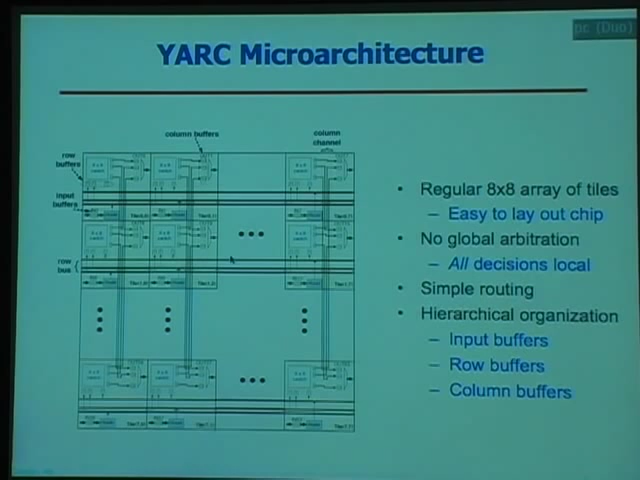 pc (Duo)
YARC Microarchitecture
column buffers
column
channel
row
buffers
input
buffers
row
bus
• Regular 8x8 array of tiles
– Easy to lay out chip
• No global arbitration
– All decisions local
• Simple routing
• Hierarchical organization
– Input buffers
– Row buffers
– Column buffers